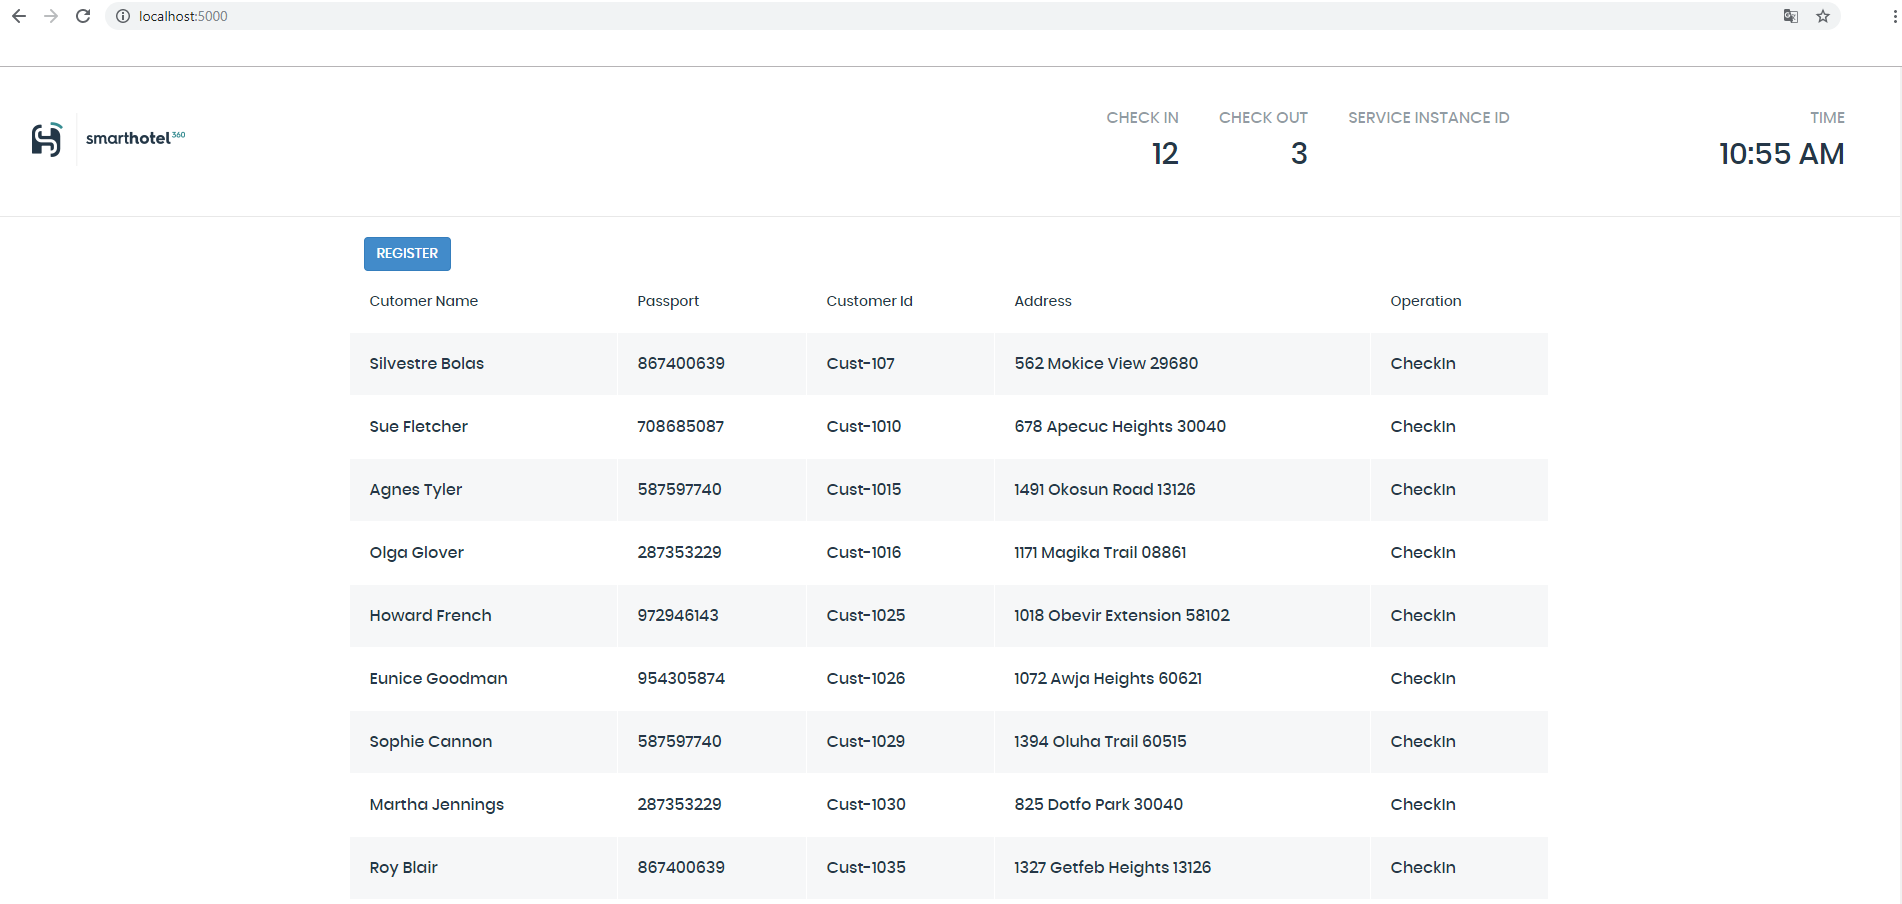 localhost:5000
smarthotel360
CHECK IN CHECK OUT SERVICE INSTANCE ID TIME
12 3 10:55 AM
REGISTER
Cutomer Name Passport Customer Id Address Operation
Silvestre Bolas 867400639 Cust-107 562 Mokice View 29680 CheckIn
Sue Fletcher 708685087 Cust-1010 678 Apecuc Heights 30040 CheckIn
Agnes Tyler 587597740 Cust-1015 1491 Okosun Road 13126 CheckIn
Olga Glover 287353229 Cust-1016 1171 Magika Trail 08861 CheckIn
Howard French 972946143 Cust-1025 1018 Obevir Extension 58102 CheckIn
Eunice Goodman 954305874 Cust-1026 1072 Awja Heights 60621 CheckIn
Sophie Cannon 587597740 Cust-1029 1394 Oluha Trail 60515 CheckIn
Martha Jennings 287353229 Cust-1030 825 Dotfo Park 30040 CheckIn
Roy Blair 867400639 Cust-1035 1327 Getfeb Heights 13126 CheckIn